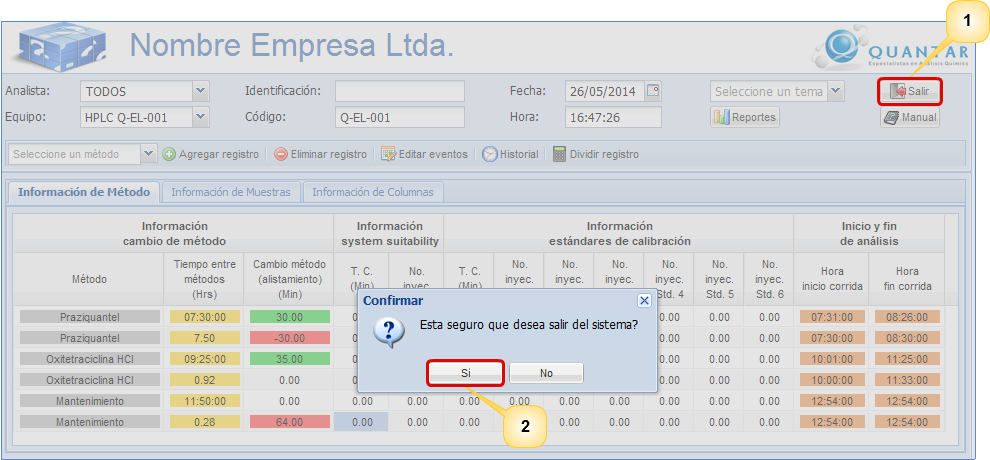 1
Nombre Empresa Ltda.
QUANTAR
Especialistas en Análisis Químico
Analista: TODOS Identificación: Fecha: 26/05/2014 Seleccione un tema Salir
Equipo: HPLC Q-EL-001 Código: Q-EL-001 Hora: 16:47:26 Reportes Manual
Seleccione un método Agregar registro Eliminar registro Editar eventos Historial Dividir registro
Información de Método Información de Muestras Información de Columnas
Información cambio de método
Información system suitability
Información estándares de calibración
Inicio y fin de análisis
Método
Tiempo entre métodos (Hrs)
Cambio método (alistamiento) (Min)
T. C. (Min)
No. inyec.
T. C. (Min)
No. inyec.
No. inyec.
No. inyec.
No. inyec. Std. 4
No. inyec. Std. 5
No. inyec. Std. 6
Hora inicio corrida
Hora fin corrida
Praziquantel 07:30:00 30.00 0.00 0.00 0.00 07:31:00 08:26:00
Praziquantel 7.50 -30.00 0.00 0.00 0.00 07:30:00 08:30:00
Oxitetraciclina HCl 09:25:00 35.00 0.00 0.00 0.00 10:01:00 11:25:00
Oxitetraciclina HCl 0.92 0.00 0.00 0.00 0.00 10:00:00 11:33:00
Mantenimiento 11:50:00 0.00 0.00 0.00 0.00 0.00 0.00 0.00 0.00 0.00 0.00 12:54:00 12:54:00
Mantenimiento 0.28 64.00 0.00 0.00 0.00 0.00 0.00 0.00 0.00 0.00 12:54:00 12:54:00
Confirmar
Esta seguro que desea salir del sistema?
Si No
2